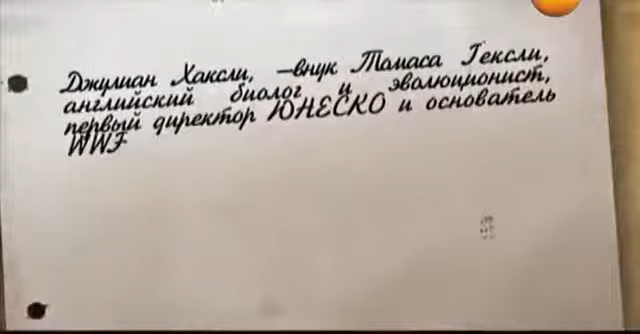 Джулиан Хаксли, –внук Томаса Гексли,
английский биолог и эволюционист,
первый директор ЮНЕСКО и основатель
WWF